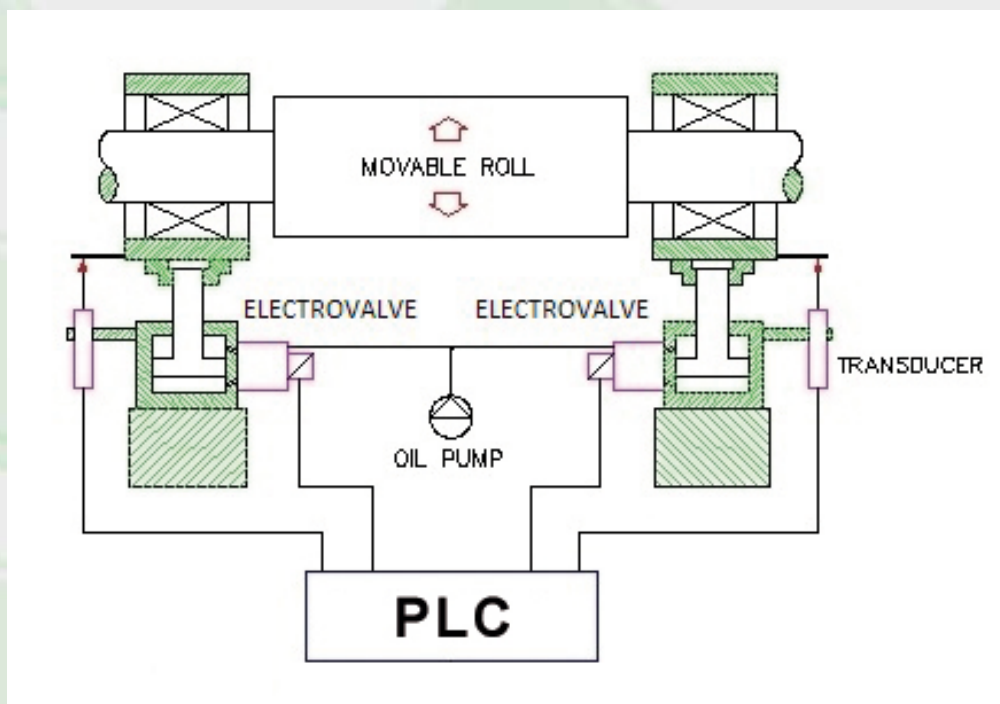 MOVABLE ROLL
ELECTROVALVE
ELECTROVALVE
TRANSDUCER
OIL PUMP
PLC